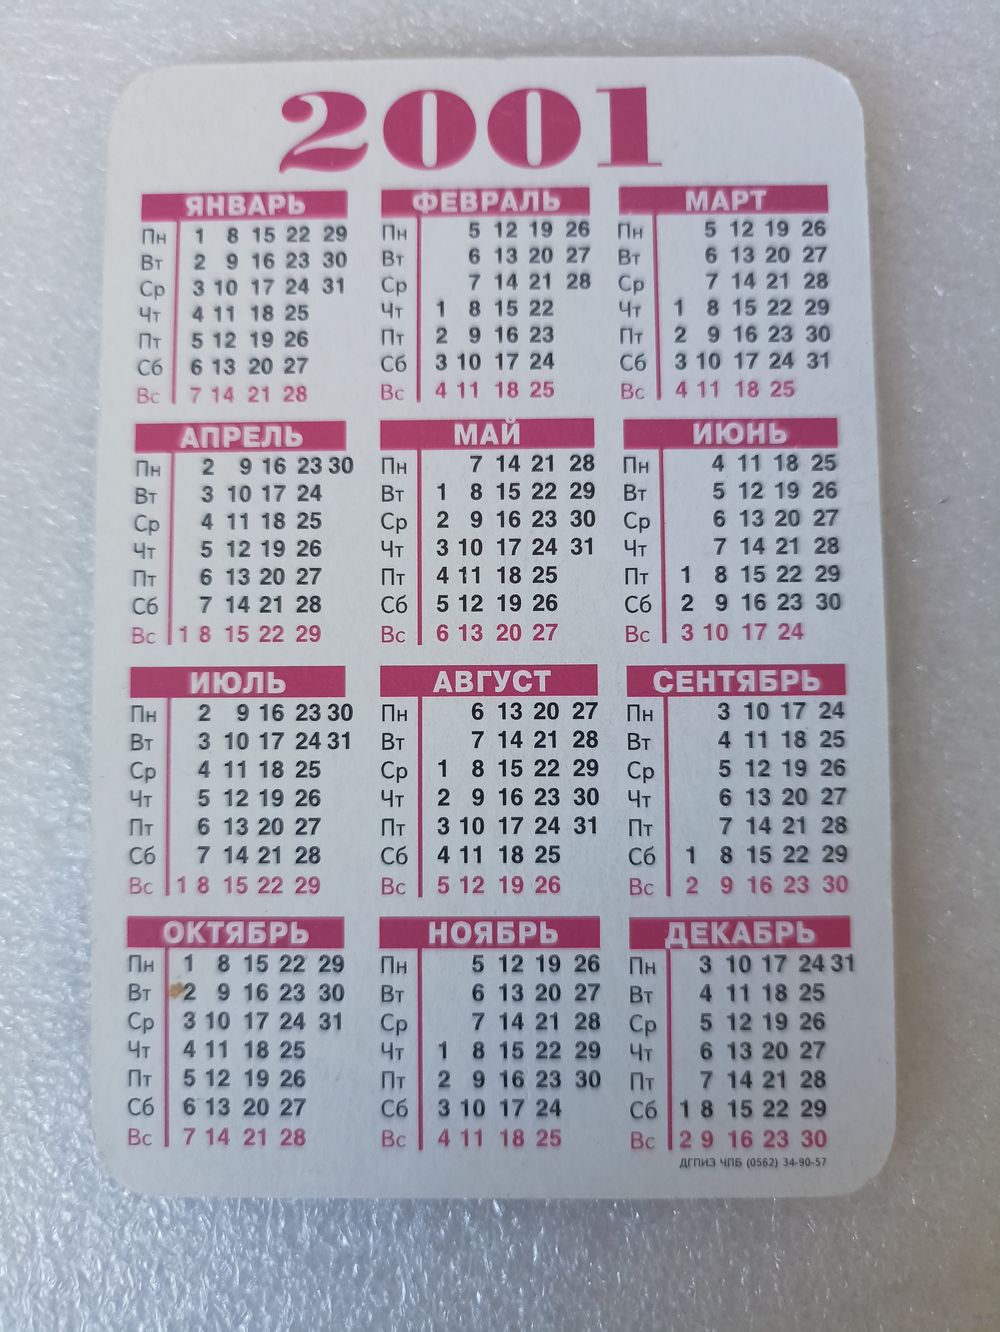 2001
ЯНВАРЬ ФЕВРАЛЬ МАРТ
Пн 1 8 15 22 29 Пн 5 12 19 26 Пн 5 12 19 26
Вт 2 9 16 23 30 Вт 6 13 20 27 Вт 6 13 20 27
Ср 3 10 17 24 31 Ср 7 14 21 28 Ср 7 14 21 28
Чт 4 11 18 25 Чт 1 8 15 22 Чт 1 8 15 22 29
Пт 5 12 19 26 Пт 2 9 16 23 Пт 2 9 16 23 30
Сб 6 13 20 27 Сб 3 10 17 24 Сб 3 10 17 24 31
Вс 7 14 21 28 Вс 4 11 18 25 Вс 4 11 18 25
АПРЕЛЬ МАЙ ИЮНЬ
Пн 2 9 16 23 30 Пн 7 14 21 28 Пн 4 11 18 25
Вт 3 10 17 24 Вт 1 8 15 22 29 Вт 5 12 19 26
Ср 4 11 18 25 Ср 2 9 16 23 30 Ср 6 13 20 27
Чт 5 12 19 26 Чт 3 10 17 24 31 Чт 7 14 21 28
Пт 6 13 20 27 Пт 4 11 18 25 Пт 1 8 15 22 29
Сб 7 14 21 28 Сб 5 12 19 26 Сб 2 9 16 23 30
Вс 1 8 15 22 29 Вс 6 13 20 27 Вс 3 10 17 24
ИЮЛЬ АВГУСТ СЕНТЯБРЬ
Пн 2 9 16 23 30 Пн 6 13 20 27 Пн 3 10 17 24
Вт 3 10 17 24 31 Вт 7 14 21 28 Вт 4 11 18 25
Ср 4 11 18 25 Ср 1 8 15 22 29 Ср 5 12 19 26
Чт 5 12 19 26 Чт 2 9 16 23 30 Чт 6 13 20 27
Пт 6 13 20 27 Пт 3 10 17 24 31 Пт 7 14 21 28
Сб 7 14 21 28 Сб 4 11 18 25 Сб 1 8 15 22 29
Вс 1 8 15 22 29 Вс 5 12 19 26 Вс 2 9 16 23 30
ОКТЯБРЬ НОЯБРЬ ДЕКАБРЬ
Пн 1 8 15 22 29 Пн 5 12 19 26 Пн 3 10 17 24 31
Вт 2 9 16 23 30 Вт 6 13 20 27 Вт 4 11 18 25
Ср 3 10 17 24 31 Ср 7 14 21 28 Ср 5 12 19 26
Чт 4 11 18 25 Чт 1 8 15 22 29 Чт 6 13 20 27
Пт 5 12 19 26 Пт 2 9 16 23 30 Пт 7 14 21 28
Сб 6 13 20 27 Сб 3 10 17 24 Сб 1 8 15 22 29
Вс 7 14 21 28 Вс 4 11 18 25 Вс 2 9 16 23 30
ДГПИЗ ЧПБ (0562) 34-90-57